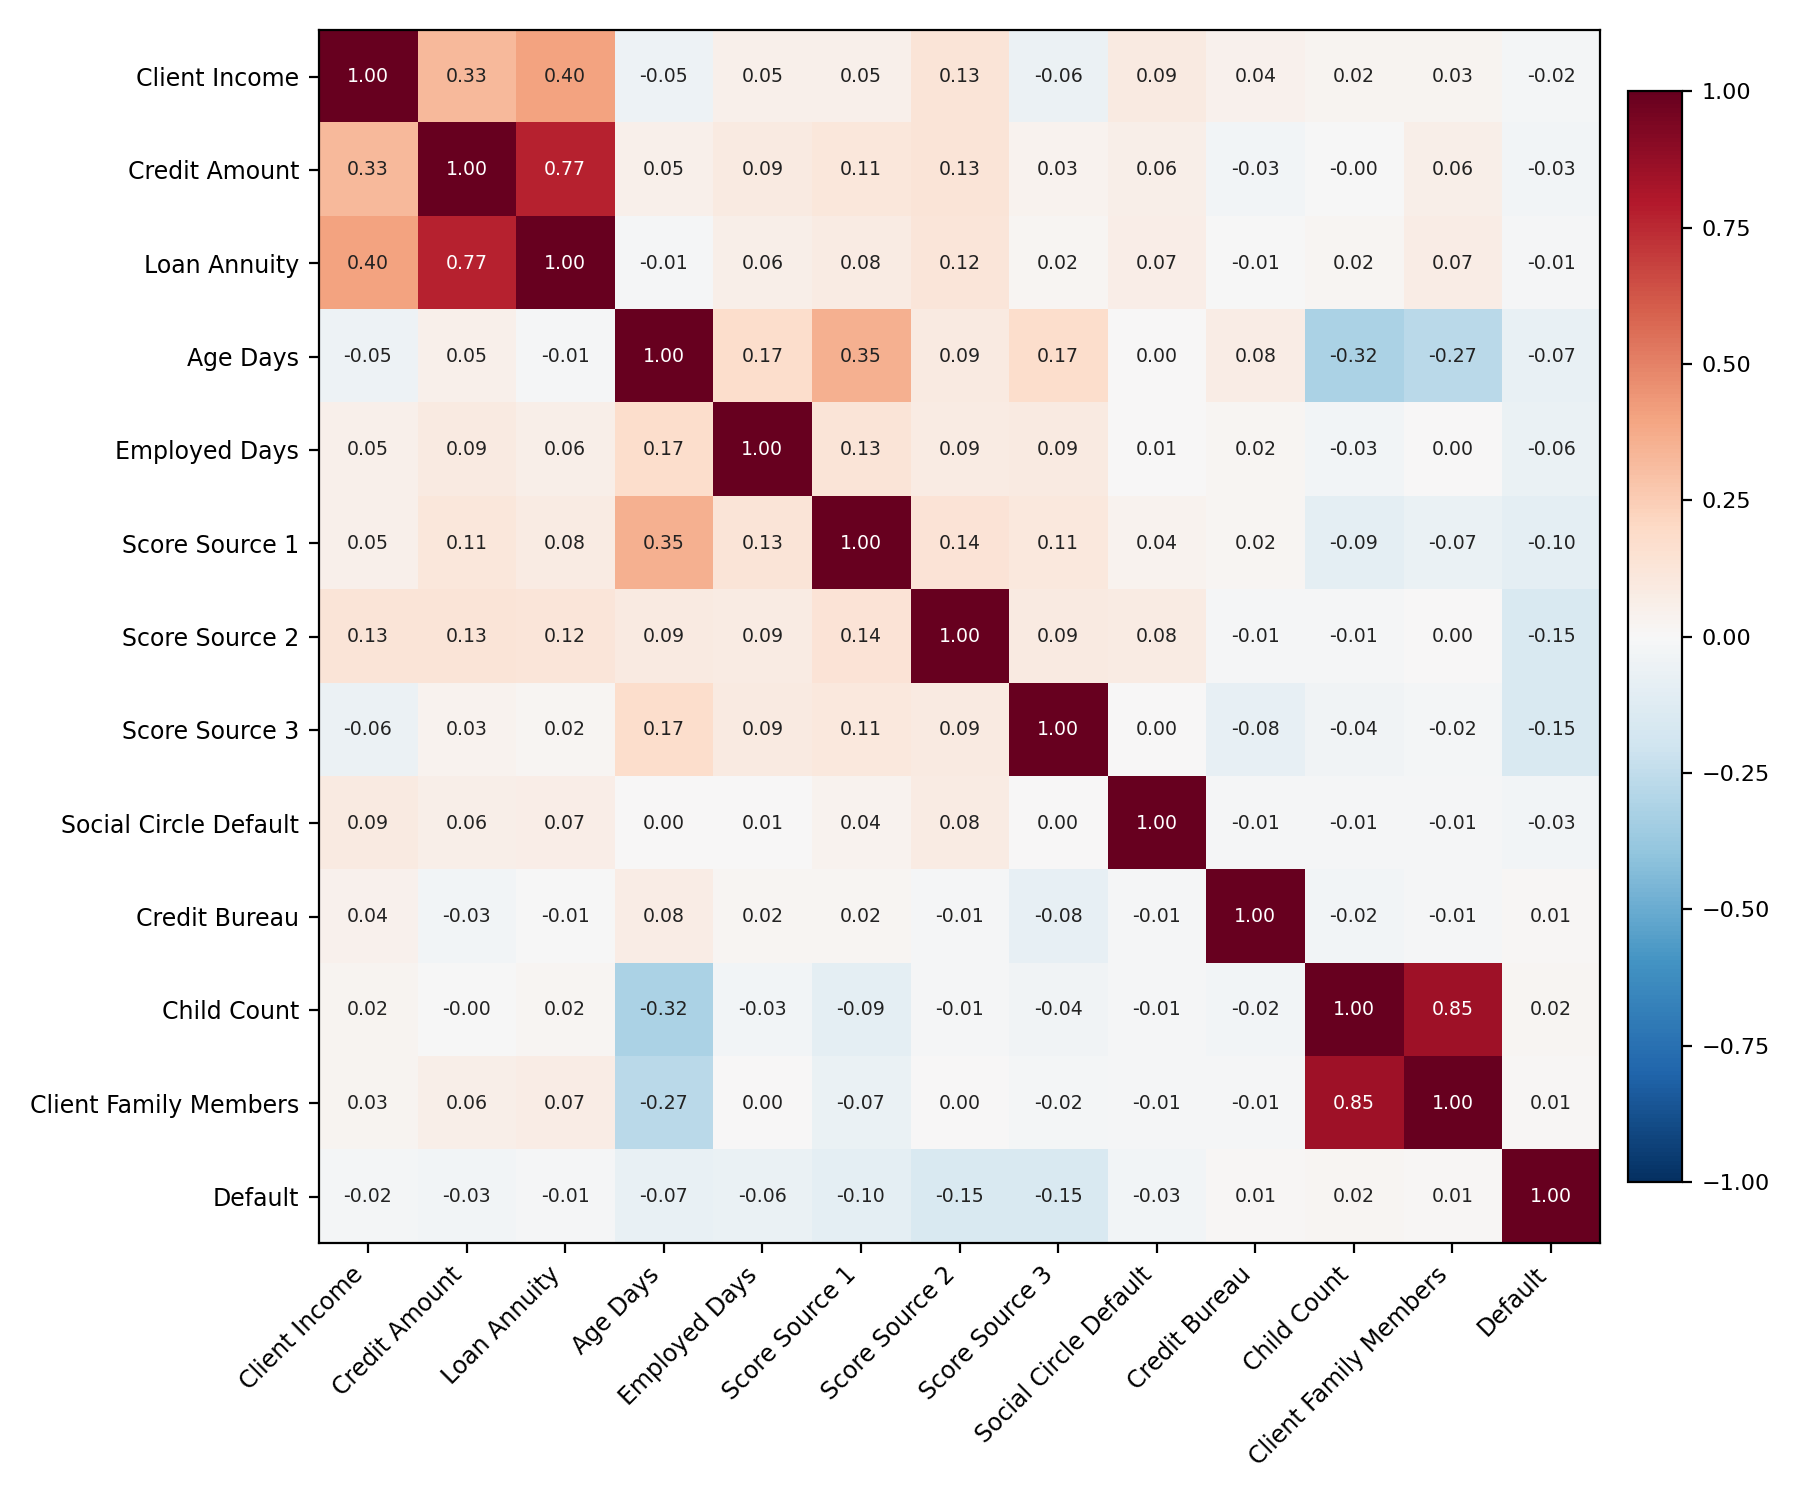 Client Income 1.00 0.33 0.40 -0.05 0.05 0.05 0.13 -0.06 0.09 0.04 0.02 0.03 -0.02
Credit Amount 0.33 1.00 0.77 0.05 0.09 0.11 0.13 0.03 0.06 -0.03 -0.00 0.06 -0.03
Loan Annuity 0.40 0.77 1.00 -0.01 0.06 0.08 0.12 0.02 0.07 -0.01 0.02 0.07 -0.01
Age Days -0.05 0.05 -0.01 1.00 0.17 0.35 0.09 0.17 0.00 0.08 -0.32 -0.27 -0.07
Employed Days 0.05 0.09 0.06 0.17 1.00 0.13 0.09 0.09 0.01 0.02 -0.03 0.00 -0.06
Score Source 1 0.05 0.11 0.08 0.35 0.13 1.00 0.14 0.11 0.04 0.02 -0.09 -0.07 -0.10
Score Source 2 0.13 0.13 0.12 0.09 0.09 0.14 1.00 0.09 0.08 -0.01 -0.01 0.00 -0.15
Score Source 3 -0.06 0.03 0.02 0.17 0.09 0.11 0.09 1.00 0.00 -0.08 -0.04 -0.02 -0.15
Social Circle Default 0.09 0.06 0.07 0.00 0.01 0.04 0.08 0.00 1.00 -0.01 -0.01 -0.01 -0.03
Credit Bureau 0.04 -0.03 -0.01 0.08 0.02 0.02 -0.01 -0.08 -0.01 1.00 -0.02 -0.01 0.01
Child Count 0.02 -0.00 0.02 -0.32 -0.03 -0.09 -0.01 -0.04 -0.01 -0.02 1.00 0.85 0.02
Client Family Members 0.03 0.06 0.07 -0.27 0.00 -0.07 0.00 -0.02 -0.01 -0.01 0.85 1.00 0.01
Default -0.02 -0.03 -0.01 -0.07 -0.06 -0.10 -0.15 -0.15 -0.03 0.01 0.02 0.01 1.00
Client Income
Credit Amount
Loan Annuity
Age Days
Employed Days
Score Source 1
Score Source 2
Score Source 3
Social Circle Default
Credit Bureau
Child Count
Client Family Members
Default
1.00
0.75
0.50
0.25
0.00
−0.25
−0.50
−0.75
−1.00